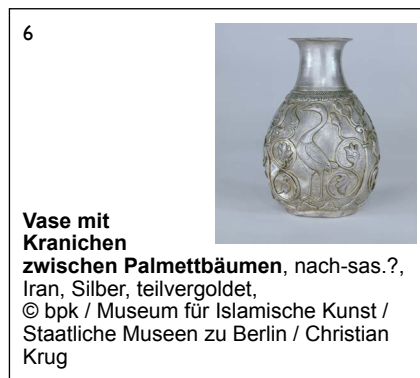 6
Vase mit
Kranichen
zwischen Palmettbäumen, nach-sas.?,
Iran, Silber, teilvergoldet,
© bpk / Museum für Islamische Kunst /
Staatliche Museen zu Berlin / Christian
Krug